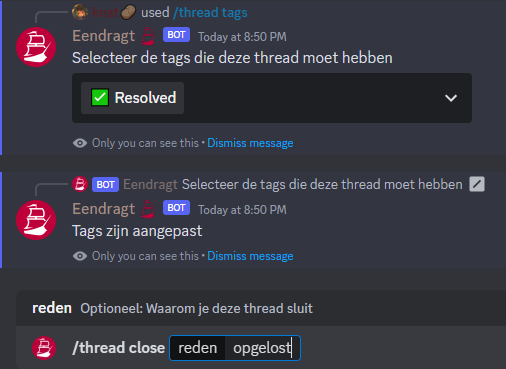 used /thread tags
Eendragt BOT Today at 8:50 PM
Selecteer de tags die deze thread moet hebben
✅ Resolved
Only you can see this • Dismiss message
BOT Eendragt Selecteer de tags die deze thread moet hebben
Eendragt BOT Today at 8:50 PM
Tags zijn aangepast
Only you can see this • Dismiss message
reden Optioneel: Waarom je deze thread sluit
/thread close reden opgelost